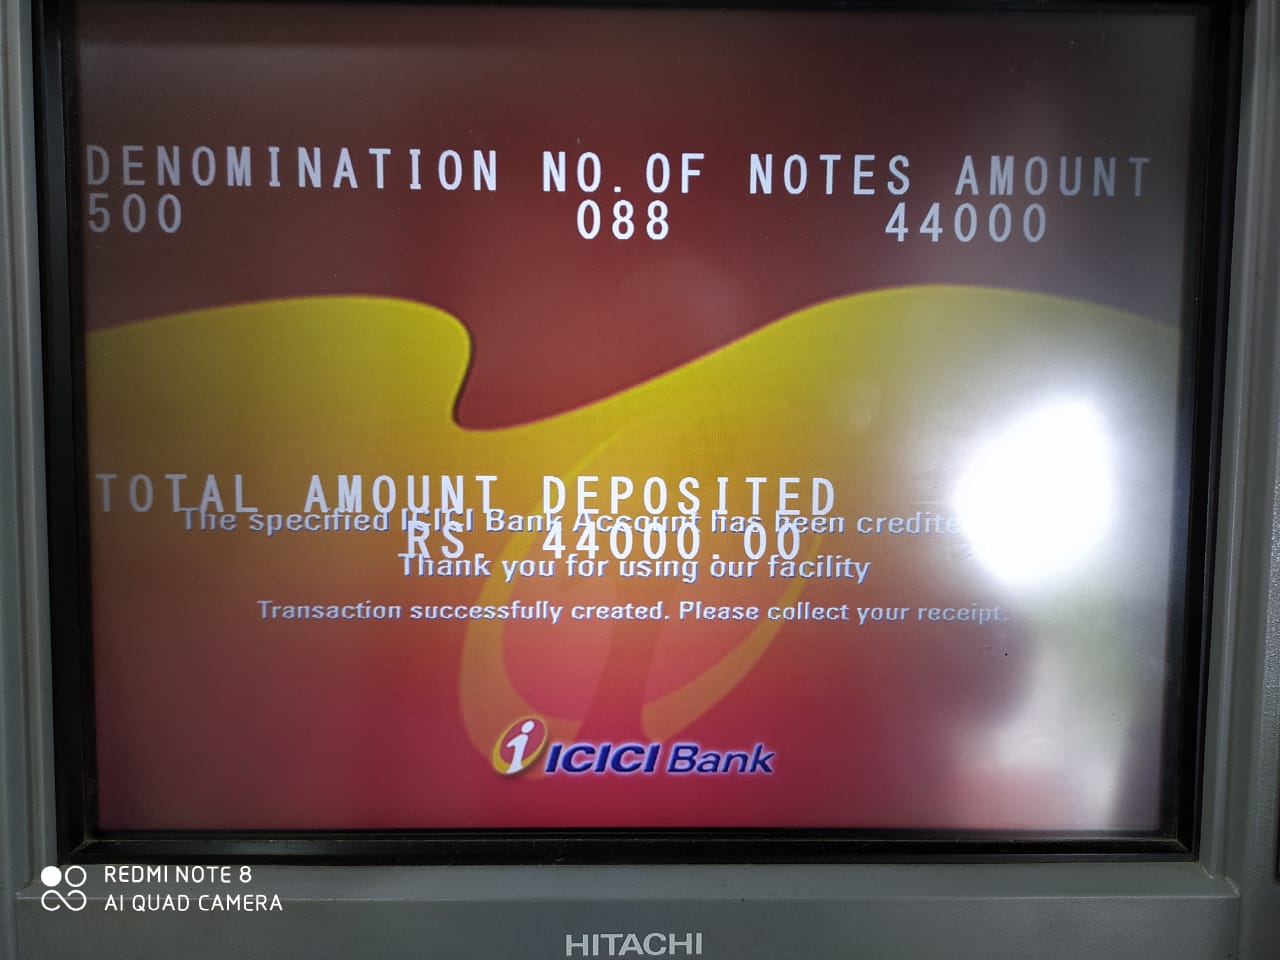 DENOMINATION NO.OF NOTES AMOUNT
500 088 44000
TOTAL AMOUNT DEPOSITED
The specified ICICI Bank Account has been
RS. 44000.00
Thank you for using our facility
Transaction successfully created. Please collect your receipt.
i ICICI Bank
REDMI NOTE 8
AI QUAD CAMERA
HITACHI